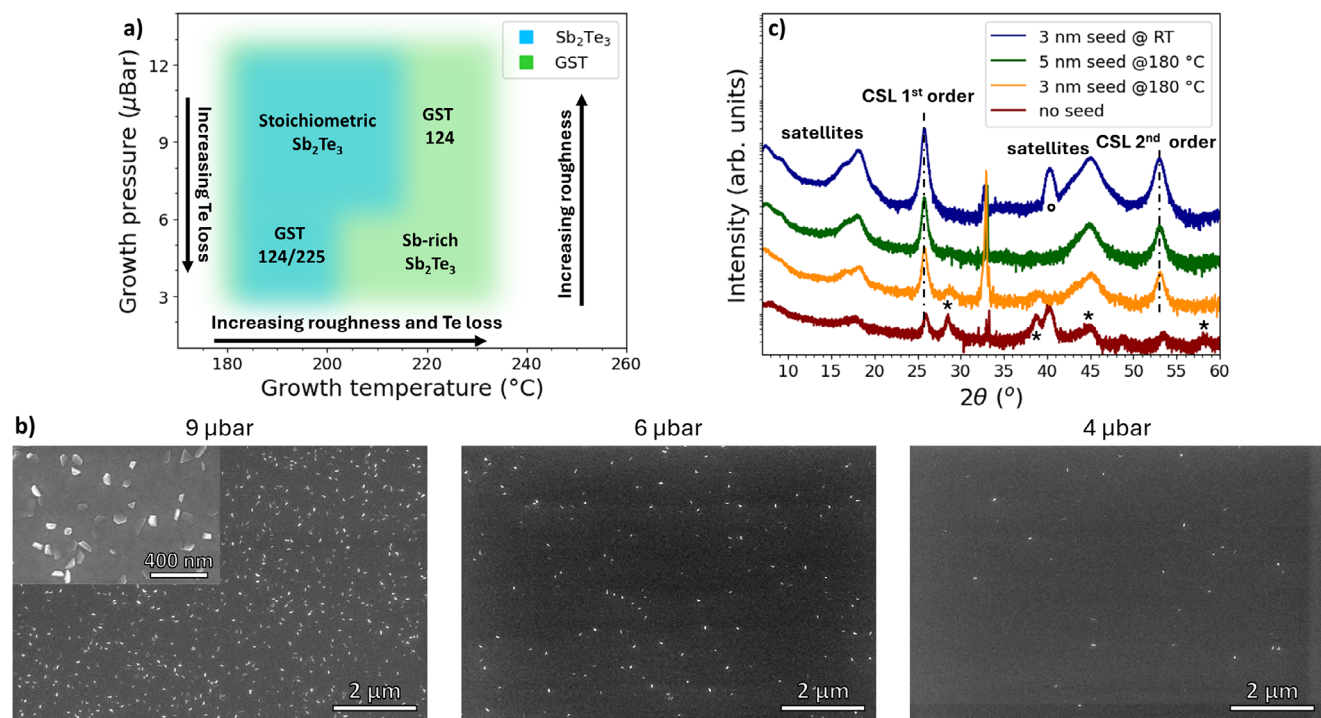 a)
Growth pressure (µBar)
12
9
6
3
Increasing Te loss
Stoichiometric
Sb₂Te₃
GST
124
GST
124/225
Sb-rich
Sb₂Te₃
Sb₂Te₃
GST
Increasing roughness
Increasing roughness and Te loss
180 200 220 240 260
Growth temperature (°C)
c)
Intensity (arb. units)
3 nm seed @ RT
5 nm seed @180 °C
3 nm seed @180 °C
no seed
CSL 1ˢᵗ order
satellites
satellites
CSL 2ⁿᵈ order
*
*
*
*
10 15 20 25 30 35 40 45 50 55 60
2θ (°)
b)
9 µbar
6 µbar
4 µbar
400 nm
2 µm
2 µm
2 µm